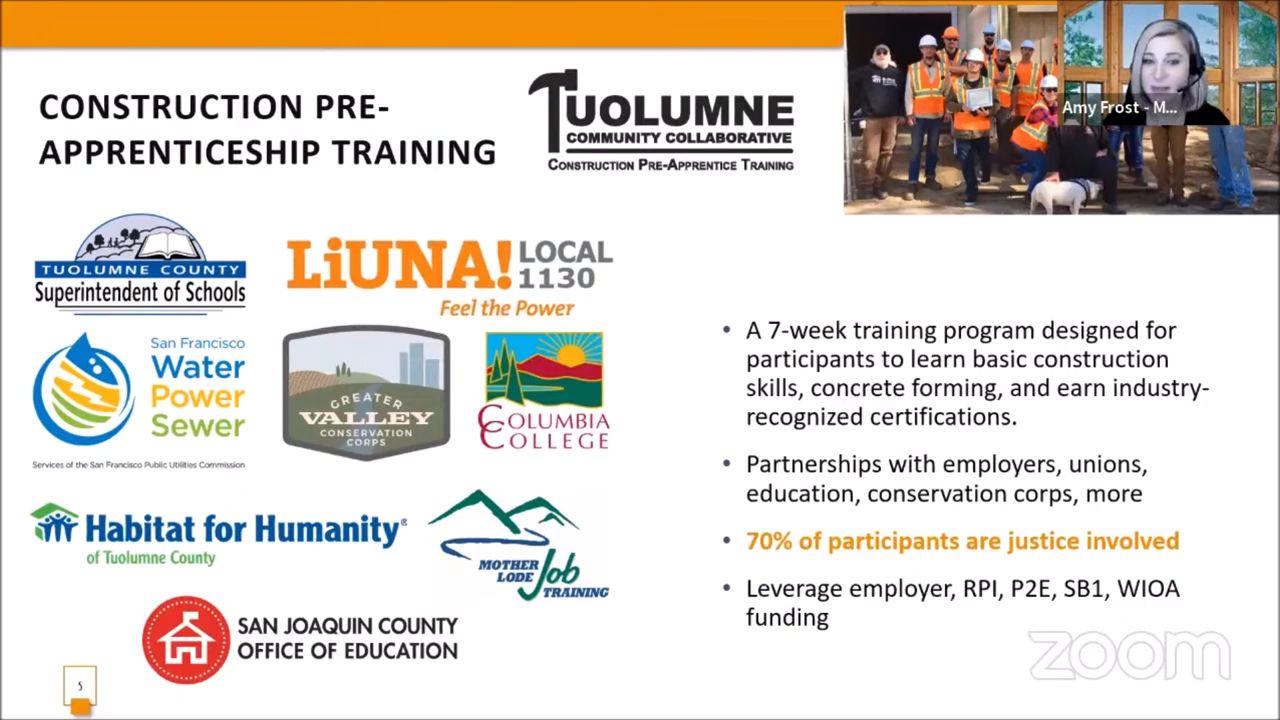 CONSTRUCTION PRE-
APPRENTICESHIP TRAINING
TUOLUMNE
COMMUNITY COLLABORATIVE
CONSTRUCTION PRE-APPRENTICE TRAINING
Amy Frost - M...
TUOLUMNE COUNTY
Superintendent of Schools
LiUNA! LOCAL
1130
Feel the Power
San Francisco
Water
Power
Sewer
Services of the San Francisco Public Utilities Commission
GREATER
VALLEY
CONSERVATION
CORPS
COLUMBIA
COLLEGE
Habitat for Humanity®
of Tuolumne County
MOTHER
LODE Job
TRAINING
SAN JOAQUIN COUNTY
OFFICE OF EDUCATION
• A 7-week training program designed for
participants to learn basic construction
skills, concrete forming, and earn industry-
recognized certifications.
• Partnerships with employers, unions,
education, conservation corps, more
• 70% of participants are justice involved
• Leverage employer, RPI, P2E, SB1, WIOA
funding
5
zoom